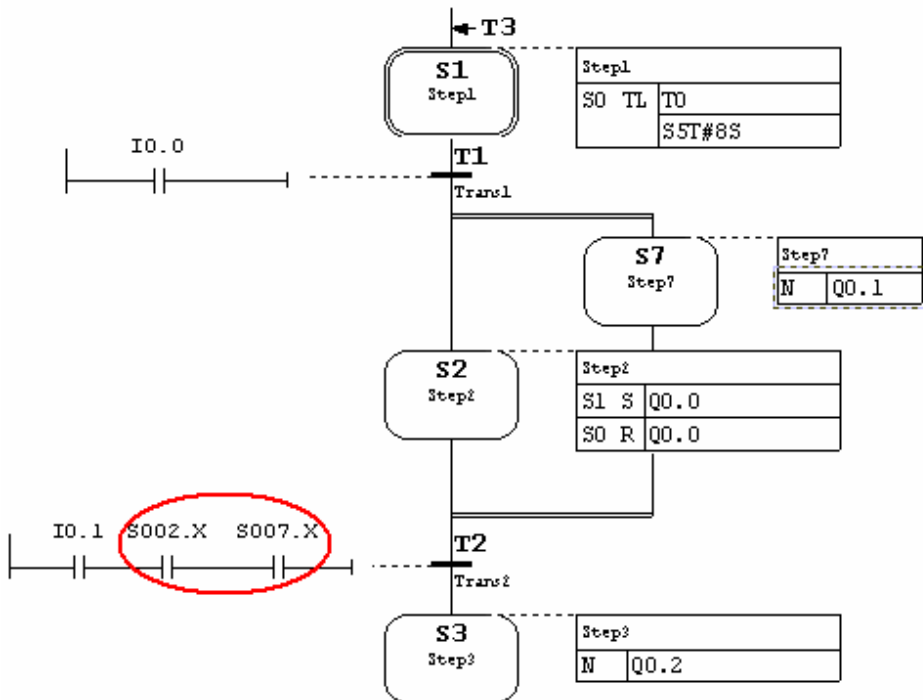 T3
S1
Step1
Step1
S0 TL T0
S5T#8S
I0.0
T1
Trans1
S7
Step7
Step7
N Q0.1
S2
Step2
Step2
S1 S Q0.0
S0 R Q0.0
I0.1 S002.X S007.X
T2
Trans2
S3
Step3
Step3
N Q0.2